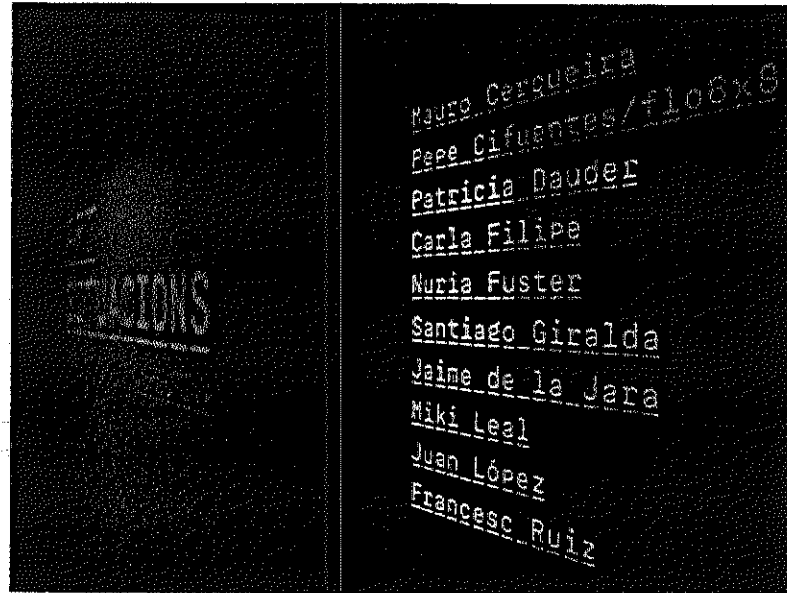 Mauro Cerqueira
Pepe Cifuentes/flo6x8
Patricia Dauder
Carla Filipe
Nuria Fuster
Santiago Giralda
Jaime de la Jara
Miki Leal
Juan López
Francesc Ruiz